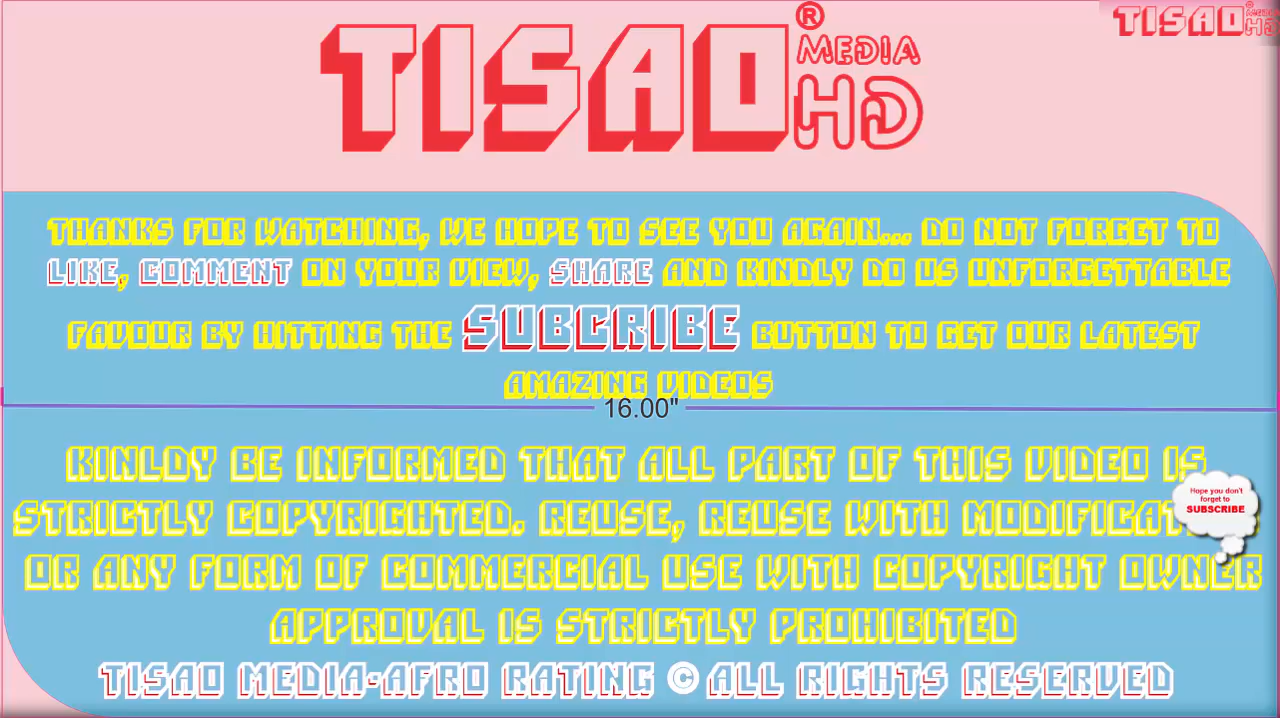 TISAO
®
MEDIA
HD
TISAO
®
MEDIA
HD
THANKS FOR WATCHING, WE HOPE TO SEE YOU AGAIN... DO NOT FORGET TO
LIKE, COMMENT ON YOUR VIEW, SHARE AND KINDLY DO US UNFORGETTABLE
FAVOUR BY HITTING THE SUBCRIBE BUTTON TO GET OUR LATEST
AMAZING VIDEOS
16.00"
KINLDY BE INFORMED THAT ALL PART OF THIS VIDEO IS
STRICTLY COPYRIGHTED. REUSE, REUSE WITH
OR ANY FORM OF COMMERCIAL USE WITH COPYRIGHT OWNER
APPROVAL IS STRICTLY PROHIBITED
TISAO MEDIA-AFRO RATING © ALL RIGHTS RESERVED
Hope you don't
forget to
SUBSCRIBE